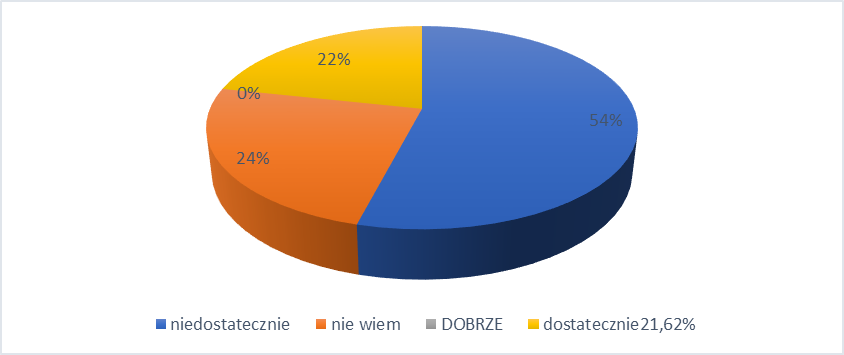 22%
0%
54%
24%
niedostatecznie nie wiem DOBRZE dostatecznie21,62%